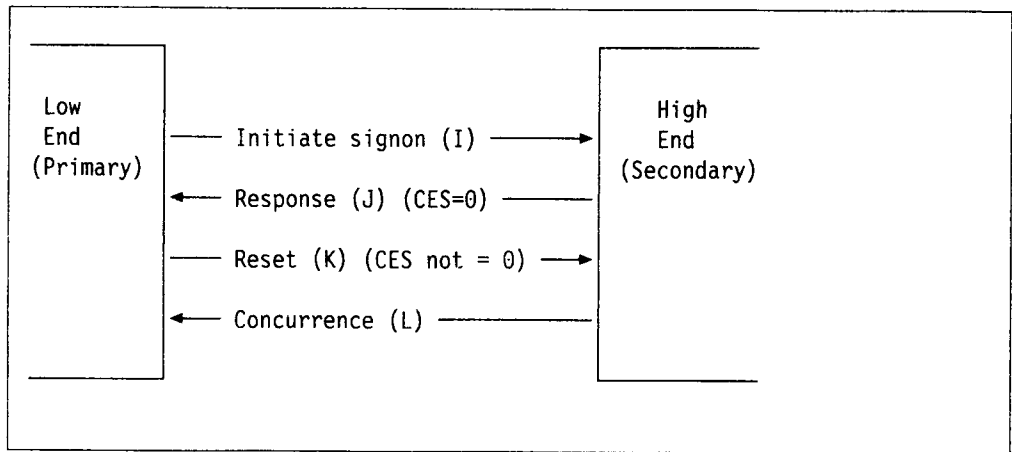 Low
End
(Primary)
High
End
(Secondary)
Initiate signon (I)
Response (J) (CES=0)
Reset (K) (CES not = 0)
Concurrence (L)